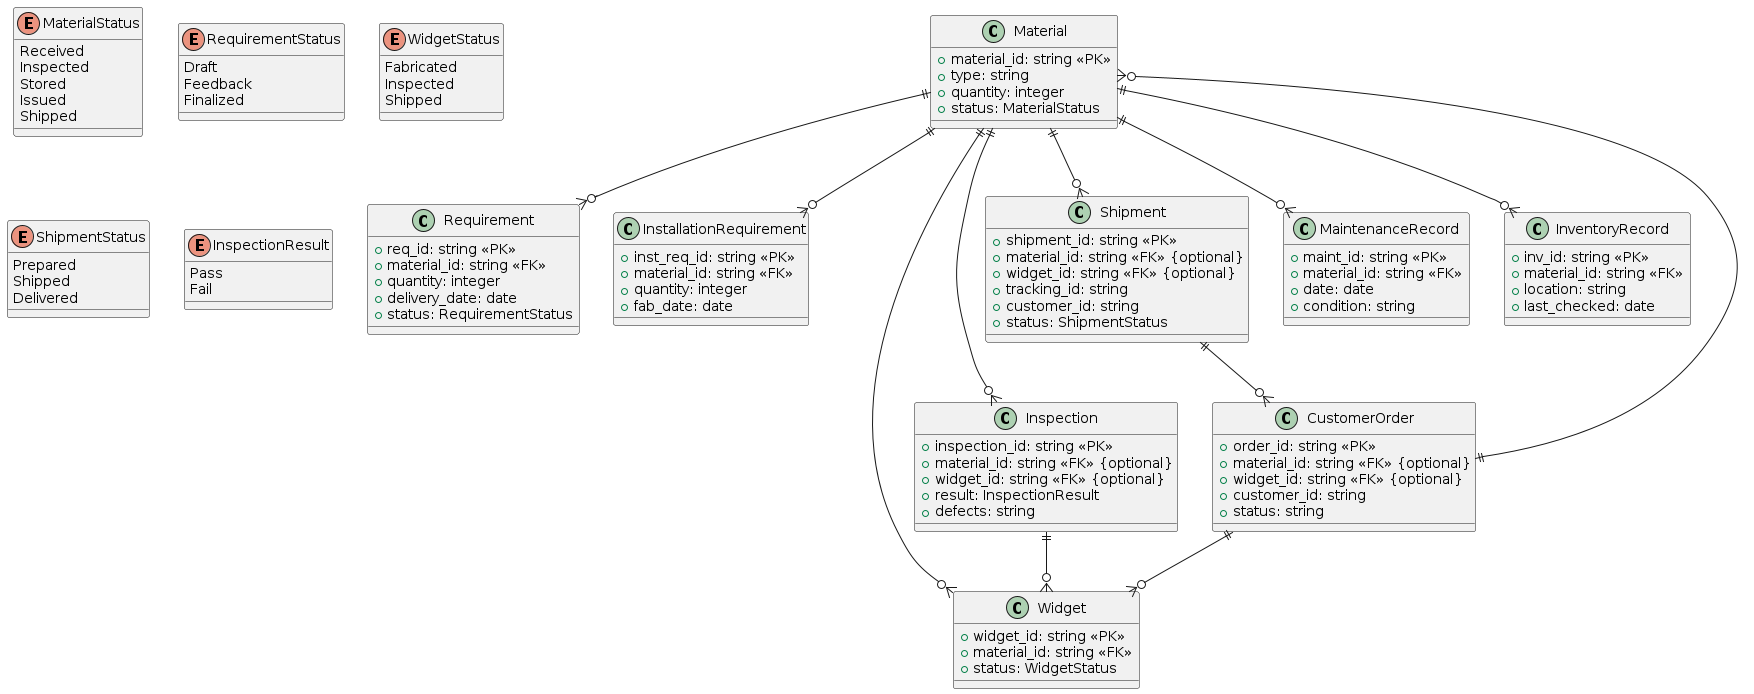 E MaterialStatus
Received
Inspected
Stored
Issued
Shipped
E RequirementStatus
Draft
Feedback
Finalized
E WidgetStatus
Fabricated
Inspected
Shipped
C Material
material_id: string «PK»
type: string
quantity: integer
status: MaterialStatus
E ShipmentStatus
Prepared
Shipped
Delivered
E InspectionResult
Pass
Fail
C Requirement
req_id: string «PK»
material_id: string «FK»
quantity: integer
delivery_date: date
status: RequirementStatus
C InstallationRequirement
inst_req_id: string «PK»
material_id: string «FK»
quantity: integer
fab_date: date
C Shipment
shipment_id: string «PK»
material_id: string «FK» {optional}
widget_id: string «FK» {optional}
tracking_id: string
customer_id: string
status: ShipmentStatus
C MaintenanceRecord
maint_id: string «PK»
material_id: string «FK»
date: date
condition: string
C InventoryRecord
inv_id: string «PK»
material_id: string «FK»
location: string
last_checked: date
C Inspection
inspection_id: string «PK»
material_id: string «FK» {optional}
widget_id: string «FK» {optional}
result: InspectionResult
defects: string
C CustomerOrder
order_id: string «PK»
material_id: string «FK» {optional}
widget_id: string «FK» {optional}
customer_id: string
status: string
C Widget
widget_id: string «PK»
material_id: string «FK»
status: WidgetStatus